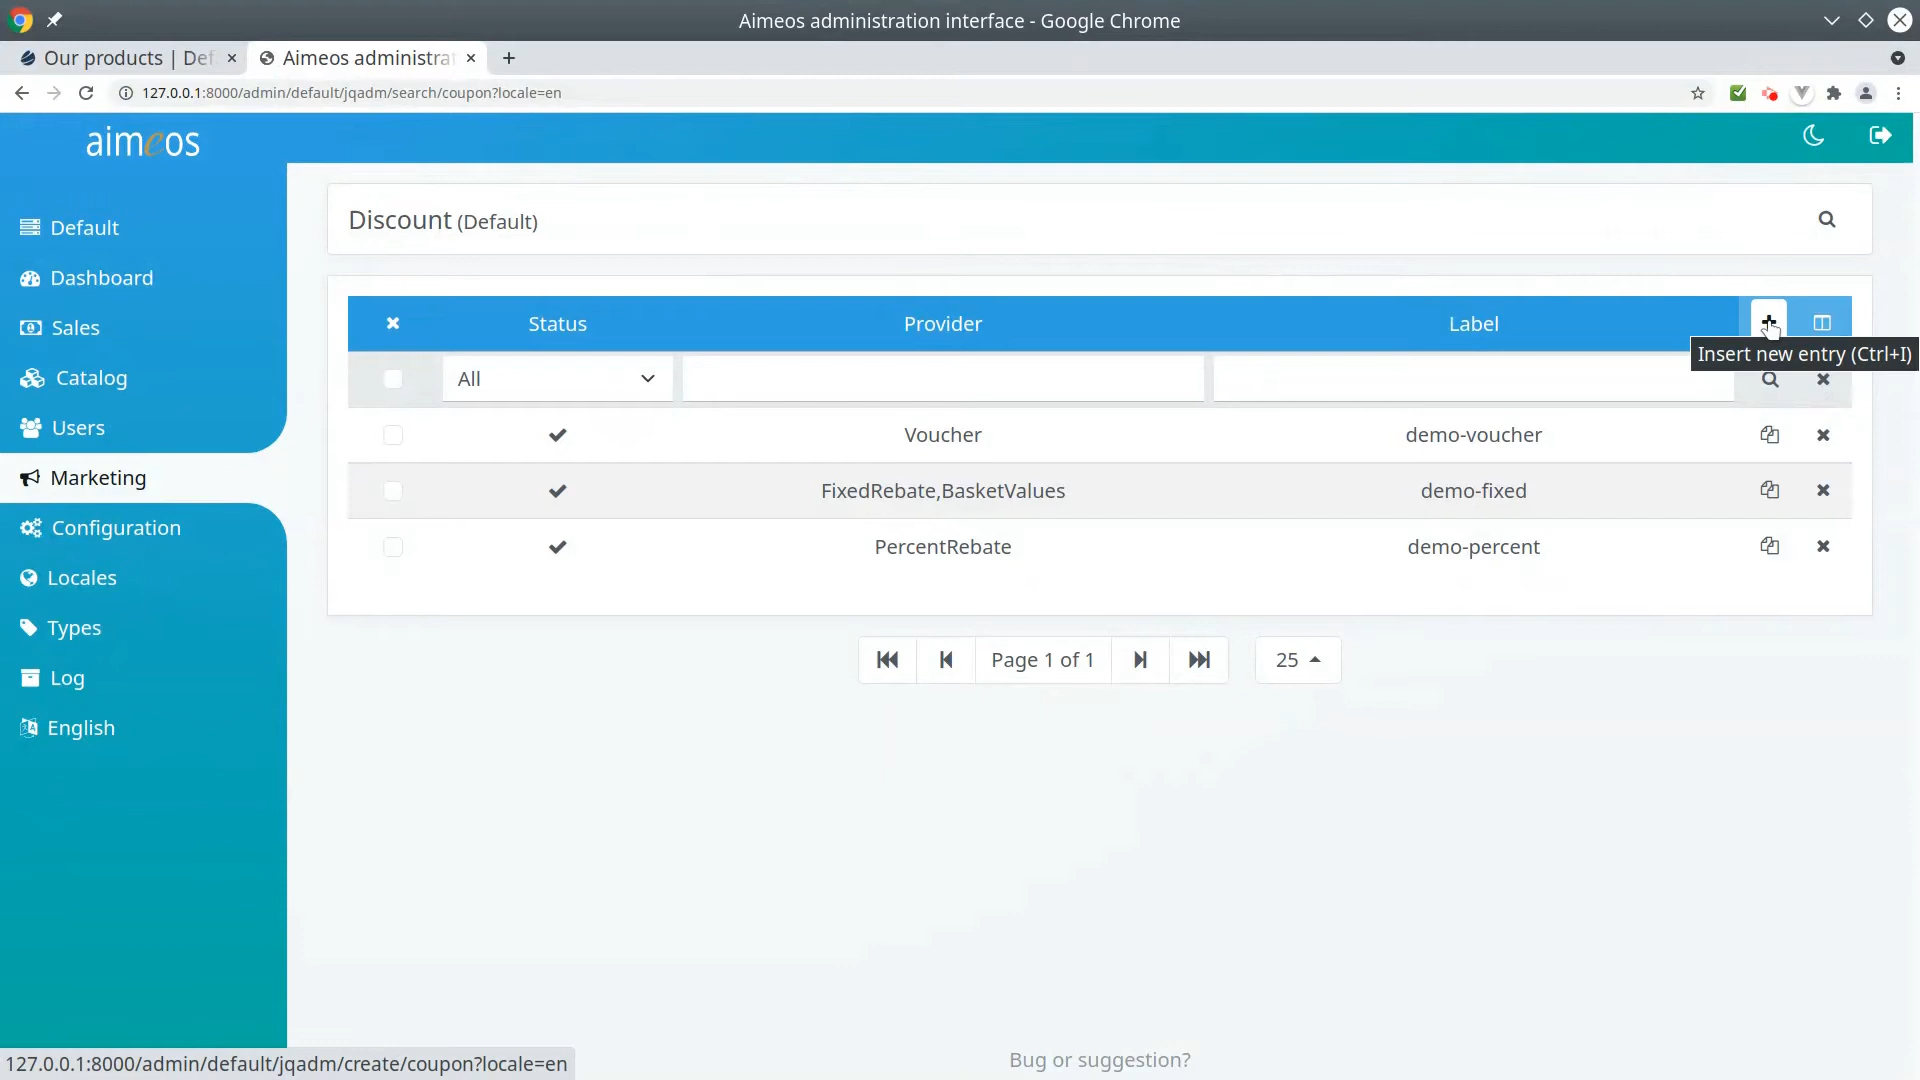 Aimeos administration interface - Google Chrome
Our products | Def
Aimeos administrat
127.0.0.1:8000/admin/default/jqadm/search/coupon?locale=en
aimeos
Default
Dashboard
Sales
Catalog
Users
Marketing
Configuration
Locales
Types
Log
English
Discount (Default)
Status Provider Label
Insert new entry (Ctrl+I)
All
Voucher demo-voucher
FixedRebate,BasketValues demo-fixed
PercentRebate demo-percent
Page 1 of 1
25
Bug or suggestion?
127.0.0.1:8000/admin/default/jqadm/create/coupon?locale=en